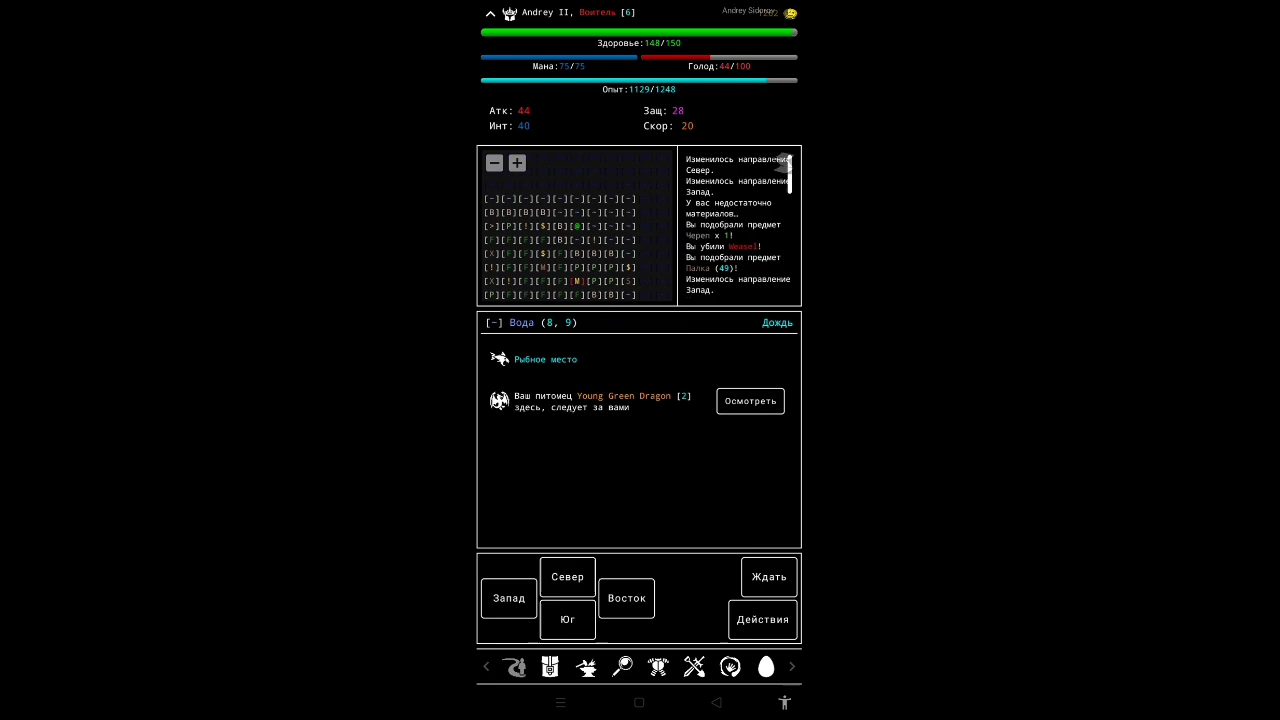 Andrey II, Воитель [6]
Andrey Sidorov
Здоровье:148/150
Мана:75/75
Голод:44/100
Опыт:1129/1248
Атк: 44
Защ: 28
Инт: 40
Скор: 20
− +
[~][~][~][~][~][~][~][~][~]
[B][B][B][B][~][~][~][~][~]
[>][P][!][$][B][@][~][~][~]
[F][F][F][F][B][~][!][~][~]
[X][F][F][$][F][B][B][B][~]
[!][F][F][M][F][P][P][P][$]
[X][!][F][F][F][M][P][P][S]
[P][F][F][F][F][F][B][B][~]
Изменилось направление
Север.
Изменилось направление
Запад.
У вас недостаточно
материалов…
Вы подобрали предмет
Череп x 1!
Вы убили Weasel!
Вы подобрали предмет
Палка (49)!
Изменилось направление
Запад.
[~] Вода (8, 9)
Дождь
Рыбное место
Ваш питомец Young Green Dragon [2]
здесь, следует за вами
Осмотреть
Север
Ждать
Запад
Восток
Юг
Действия